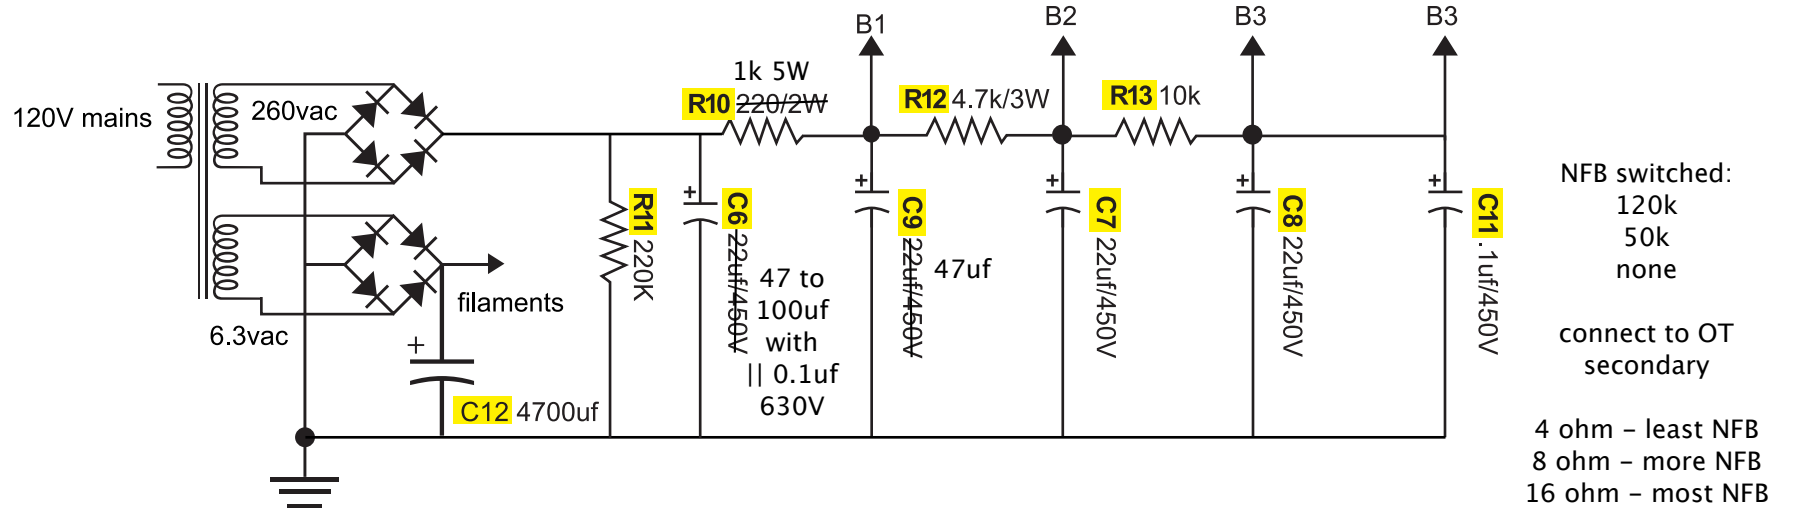 B1
B2
B3
B3
1k 5W
R10 220/2W
R12 4.7k/3W
R13 10k
120V mains
260vac
+
+
+
+
+
R11 220K
C6 22uf/450V
47 to
100uf
with
|| 0.1uf
630V
C9 22uf/450V
47uf
C7 22uf/450V
C8 22uf/450V
C11 .1uf/450V
filaments
6.3vac
+
C12 4700uf
NFB switched:
120k
50k
none
connect to OT
secondary
4 ohm – least NFB
8 ohm – more NFB
16 ohm – most NFB